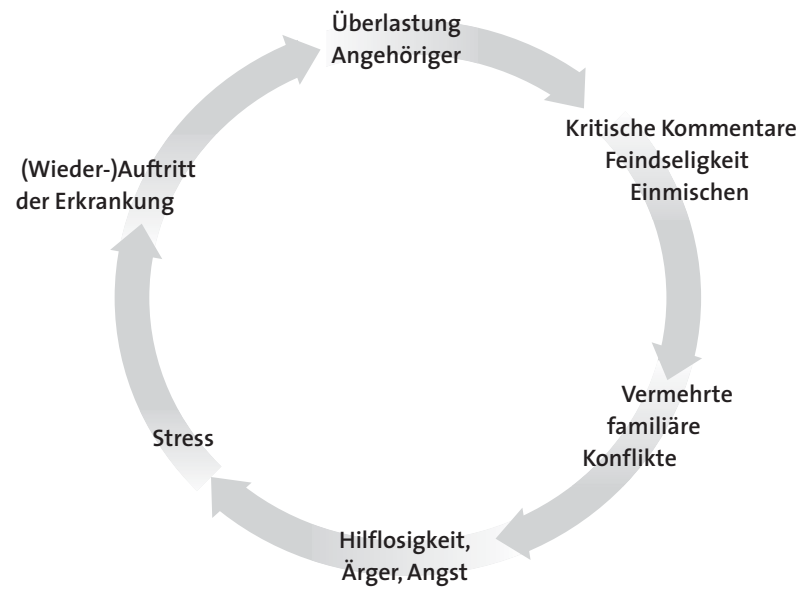 Überlastung
Angehöriger
Kritische Kommentare
Feindseligkeit
Einmischen
Vermehrte
familiäre
Konflikte
Hilflosigkeit,
Ärger, Angst
Stress
(Wieder-)Auftritt
der Erkrankung